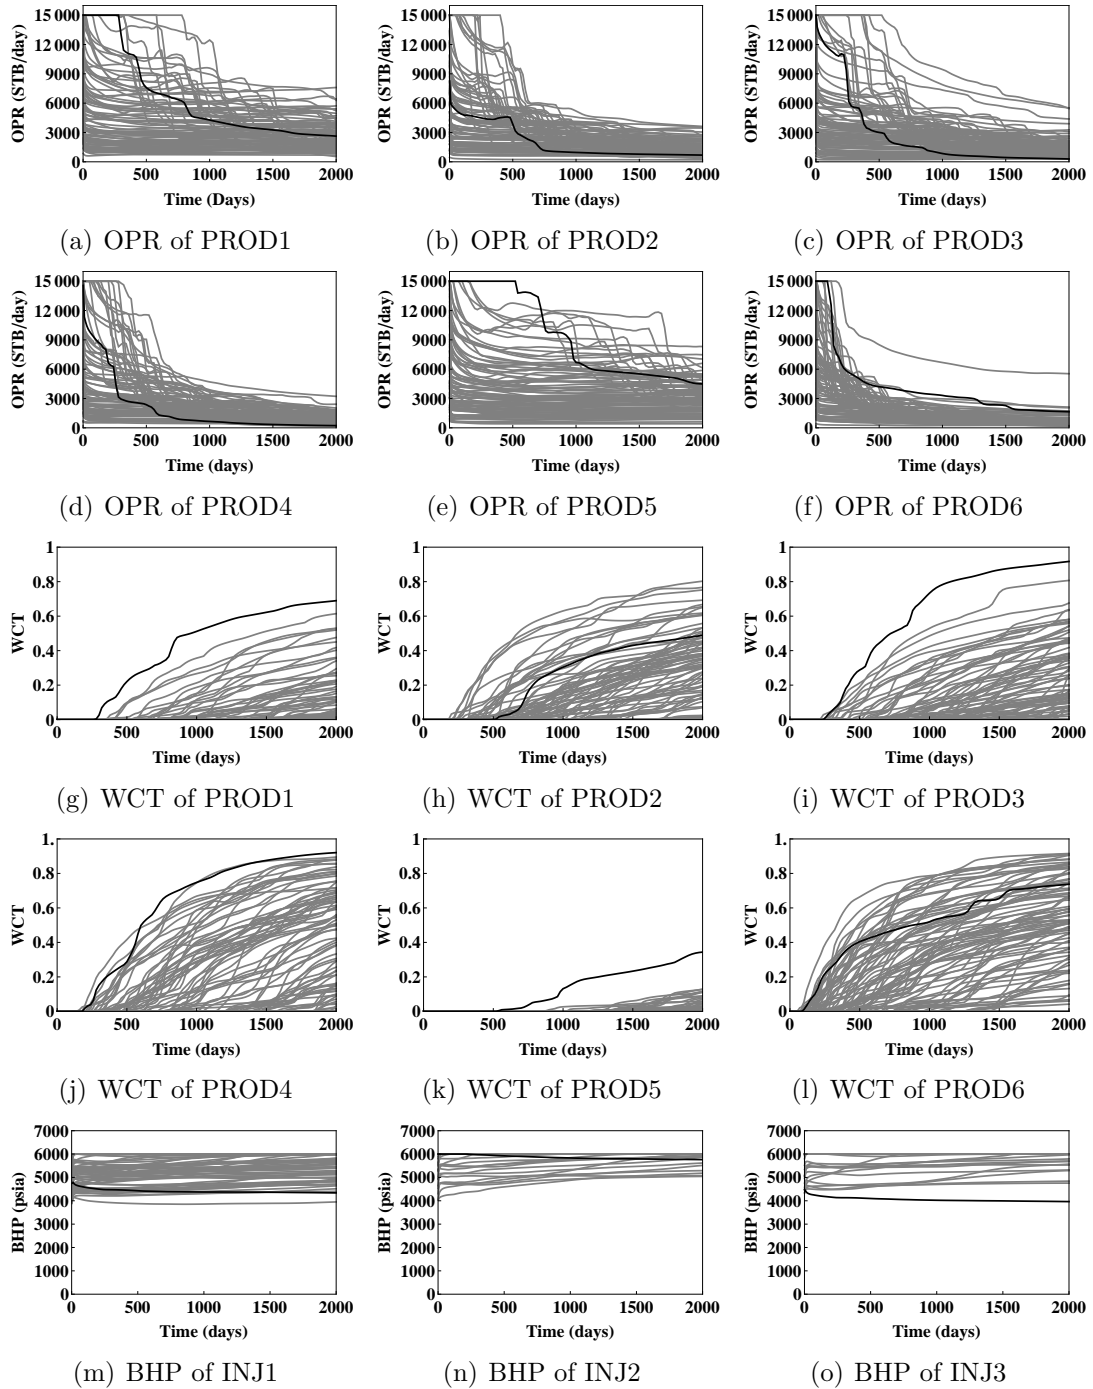 15 000
12 000
9000
6000
3000
0
OPR (STB/day)
0 500 1000 1500 2000
Time (Days)
(a) OPR of PROD1
15 000
12 000
9000
6000
3000
0
OPR (STB/day)
0 500 1000 1500 2000
Time (days)
(b) OPR of PROD2
15 000
12 000
9000
6000
3000
0
OPR (STB/day)
0 500 1000 1500 2000
Time (days)
(c) OPR of PROD3
15 000
12 000
9000
6000
3000
0
OPR (STB/day)
0 500 1000 1500 2000
Time (days)
(d) OPR of PROD4
15 000
12 000
9000
6000
3000
0
OPR (STB/day)
0 500 1000 1500 2000
Time (days)
(e) OPR of PROD5
15 000
12 000
9000
6000
3000
0
OPR (STB/day)
0 500 1000 1500 2000
Time (days)
(f) OPR of PROD6
1
0.8
0.6
0.4
0.2
0
WCT
0 500 1000 1500 2000
Time (days)
(g) WCT of PROD1
1
0.8
0.6
0.4
0.2
0
WCT
0 500 1000 1500 2000
Time (days)
(h) WCT of PROD2
1
0.8
0.6
0.4
0.2
0
WCT
0 500 1000 1500 2000
Time (days)
(i) WCT of PROD3
1.
0.8
0.6
0.4
0.2
0
WCT
0 500 1000 1500 2000
Time (days)
(j) WCT of PROD4
1.
0.8
0.6
0.4
0.2
0
WCT
0 500 1000 1500 2000
Time (days)
(k) WCT of PROD5
1.
0.8
0.6
0.4
0.2
0
WCT
0 500 1000 1500 2000
Time (days)
(l) WCT of PROD6
7000
6000
5000
4000
3000
2000
1000
0
BHP (psia)
0 500 1000 1500 2000
Time (days)
(m) BHP of INJ1
7000
6000
5000
4000
3000
2000
1000
0
BHP (psia)
0 500 1000 1500 2000
Time (days)
(n) BHP of INJ2
7000
6000
5000
4000
3000
2000
1000
0
BHP (psia)
0 500 1000 1500 2000
Time (days)
(o) BHP of INJ3